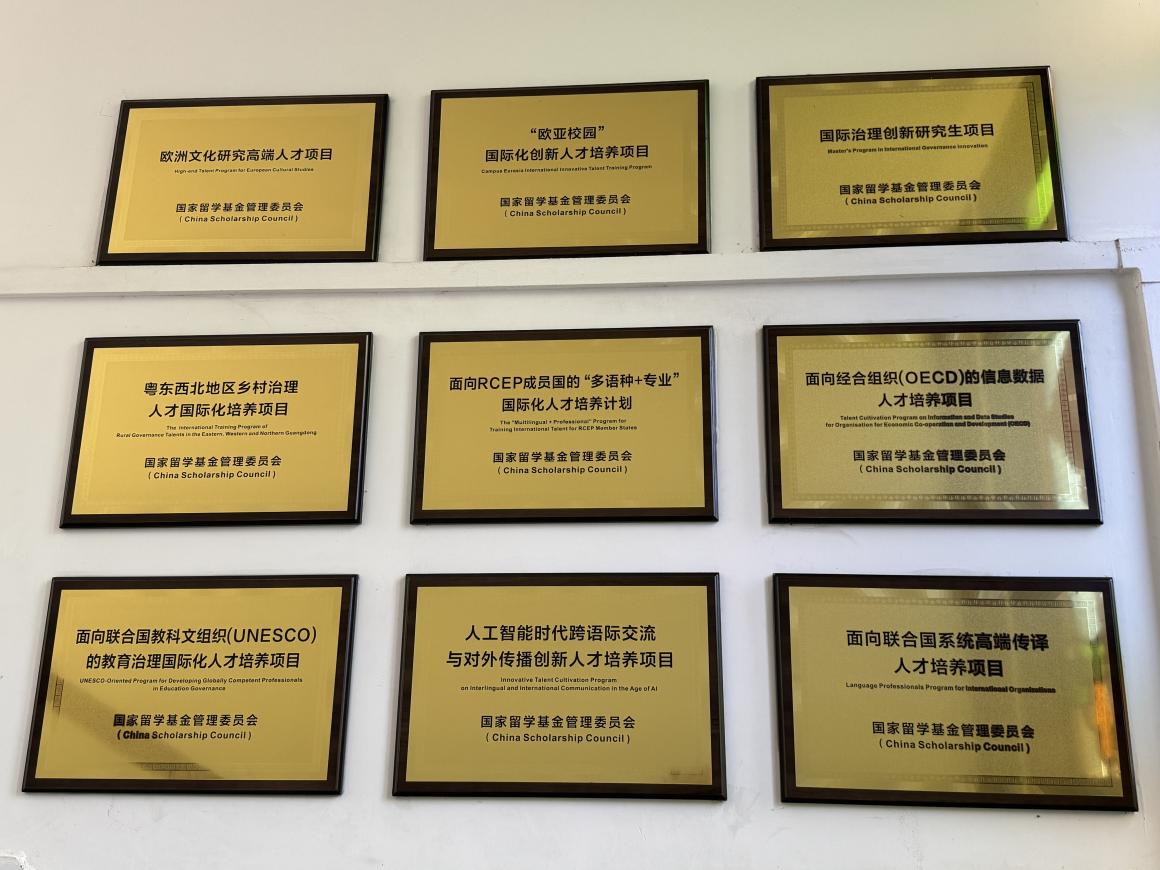 欧洲文化研究高端人才项目
High-end Talent Program for European Cultural Studies
国家留学基金管理委员会
(China Scholarship Council)
“欧亚校园”
国际化创新人才培养项目
Campus Eurasia International Innovative Talent Training Program
国家留学基金管理委员会
(China Scholarship Council)
国际治理创新研究生项目
Master's Program in International Governance Innovation
国家留学基金管理委员会
(China Scholarship Council)
粤东西北地区乡村治理
人才国际化培养项目
The International Training Program of
Rural Governance Talents in the Eastern, Western and Northern Guangdong
国家留学基金管理委员会
(China Scholarship Council)
面向RCEP成员国的“多语种+专业”
国际化人才培养计划
The "Multilingual + Professional" Program for
Training International Talent for RCEP Member States
国家留学基金管理委员会
(China Scholarship Council)
面向经合组织(OECD)的信息数据
人才培养项目
Talent Cultivation Program on Information and Data Studies
for Organisation for Economic Co-operation and Development (OECD)
国家留学基金管理委员会
(China Scholarship Council)
面向联合国教科文组织(UNESCO)
的教育治理国际化人才培养项目
UNESCO-Oriented Program for Developing Globally Competent Professionals
in Education Governance
国家留学基金管理委员会
(China Scholarship Council)
人工智能时代跨语际交流
与对外传播创新人才培养项目
Innovative Talent Cultivation Program
on Interlingual and International Communication in the Age of AI
国家留学基金管理委员会
(China Scholarship Council)
面向联合国系统高端传译
人才培养项目
Language Professionals Program for International Organizations
国家留学基金管理委员会
(China Scholarship Council)